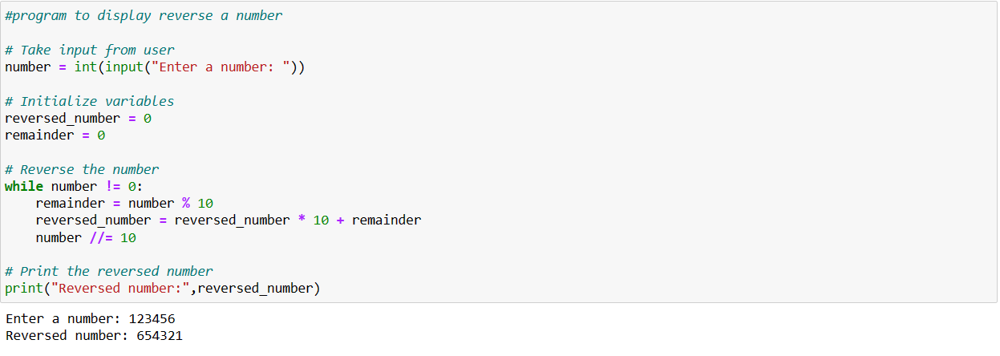 #program to display reverse a number
# Take input from user
number = int(input("Enter a number: "))
# Initialize variables
reversed_number = 0
remainder = 0
# Reverse the number
while number != 0:
    remainder = number % 10
    reversed_number = reversed_number * 10 + remainder
    number //= 10
# Print the reversed number
print("Reversed number:",reversed_number)
Enter a number: 123456
Reversed number: 654321